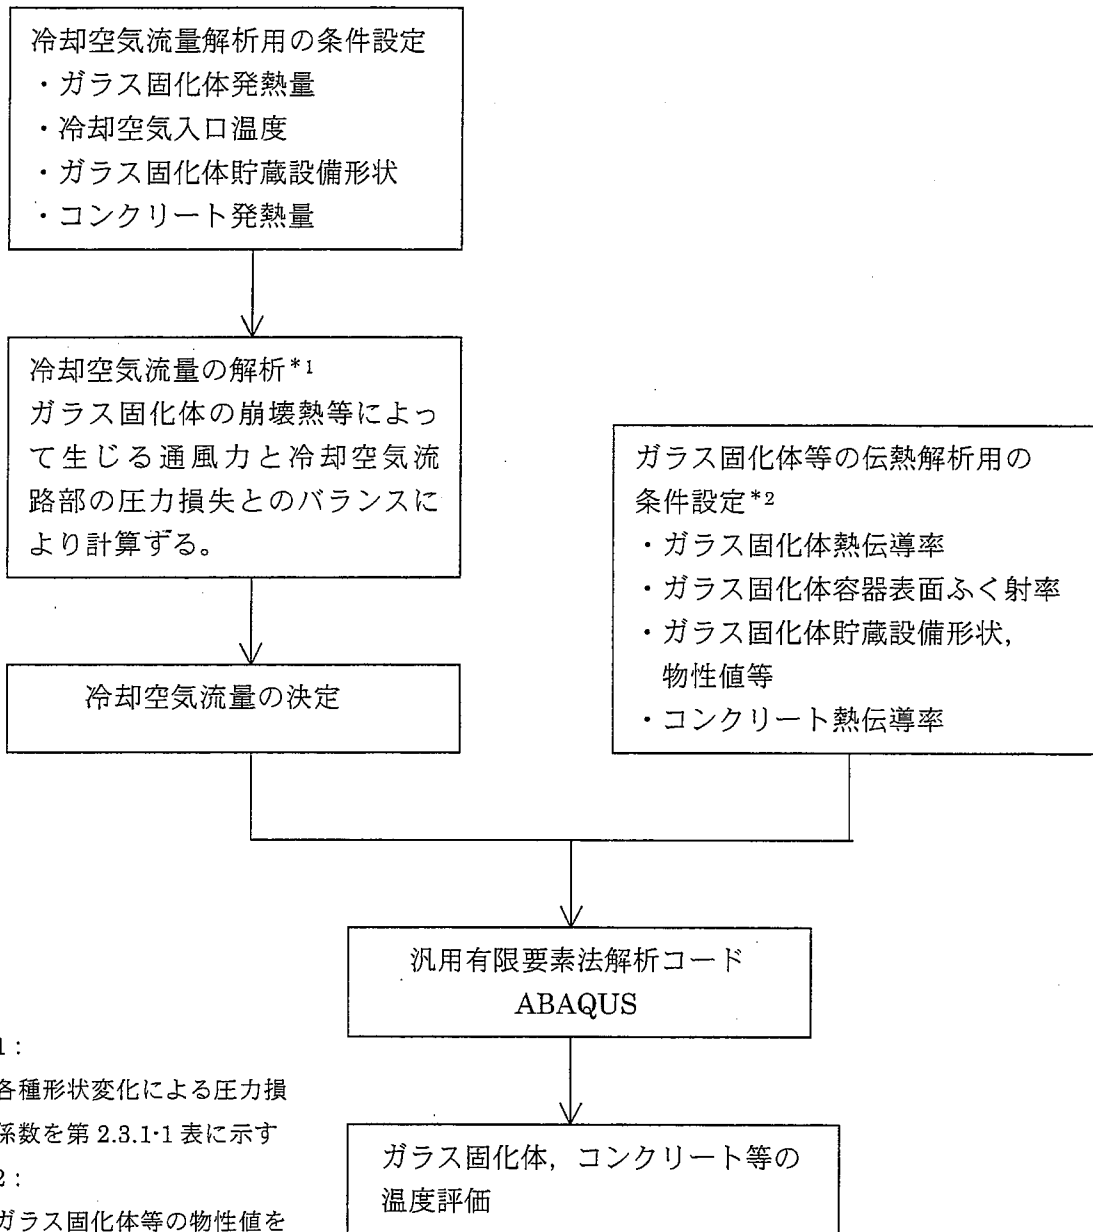 冷却空気流量解析用の条件設定
・ガラス固化体発熱量
・冷却空気入口温度
・ガラス固化体貯蔵設備形状
・コンクリート発熱量
冷却空気流量の解析*1
ガラス固化体の崩壊熱等によっ
て生じる通風力と冷却空気流
路部の圧力損失とのバランスに
より計算ずる。
冷却空気流量の決定
ガラス固化体等の伝熱解析用の
条件設定*2
・ガラス固化体熱伝導率
・ガラス固化体容器表面ふく射率
・ガラス固化体貯蔵設備形状,
物性値等
・コンクリート熱伝導率
汎用有限要素法解析コード
ABAQUS
ガラス固化体，コンクリート等の
温度評価
1：
各種形状変化による圧力損
係数を第 2.3.1-1 表に示す
2：
ガラス固化体等の物性値を